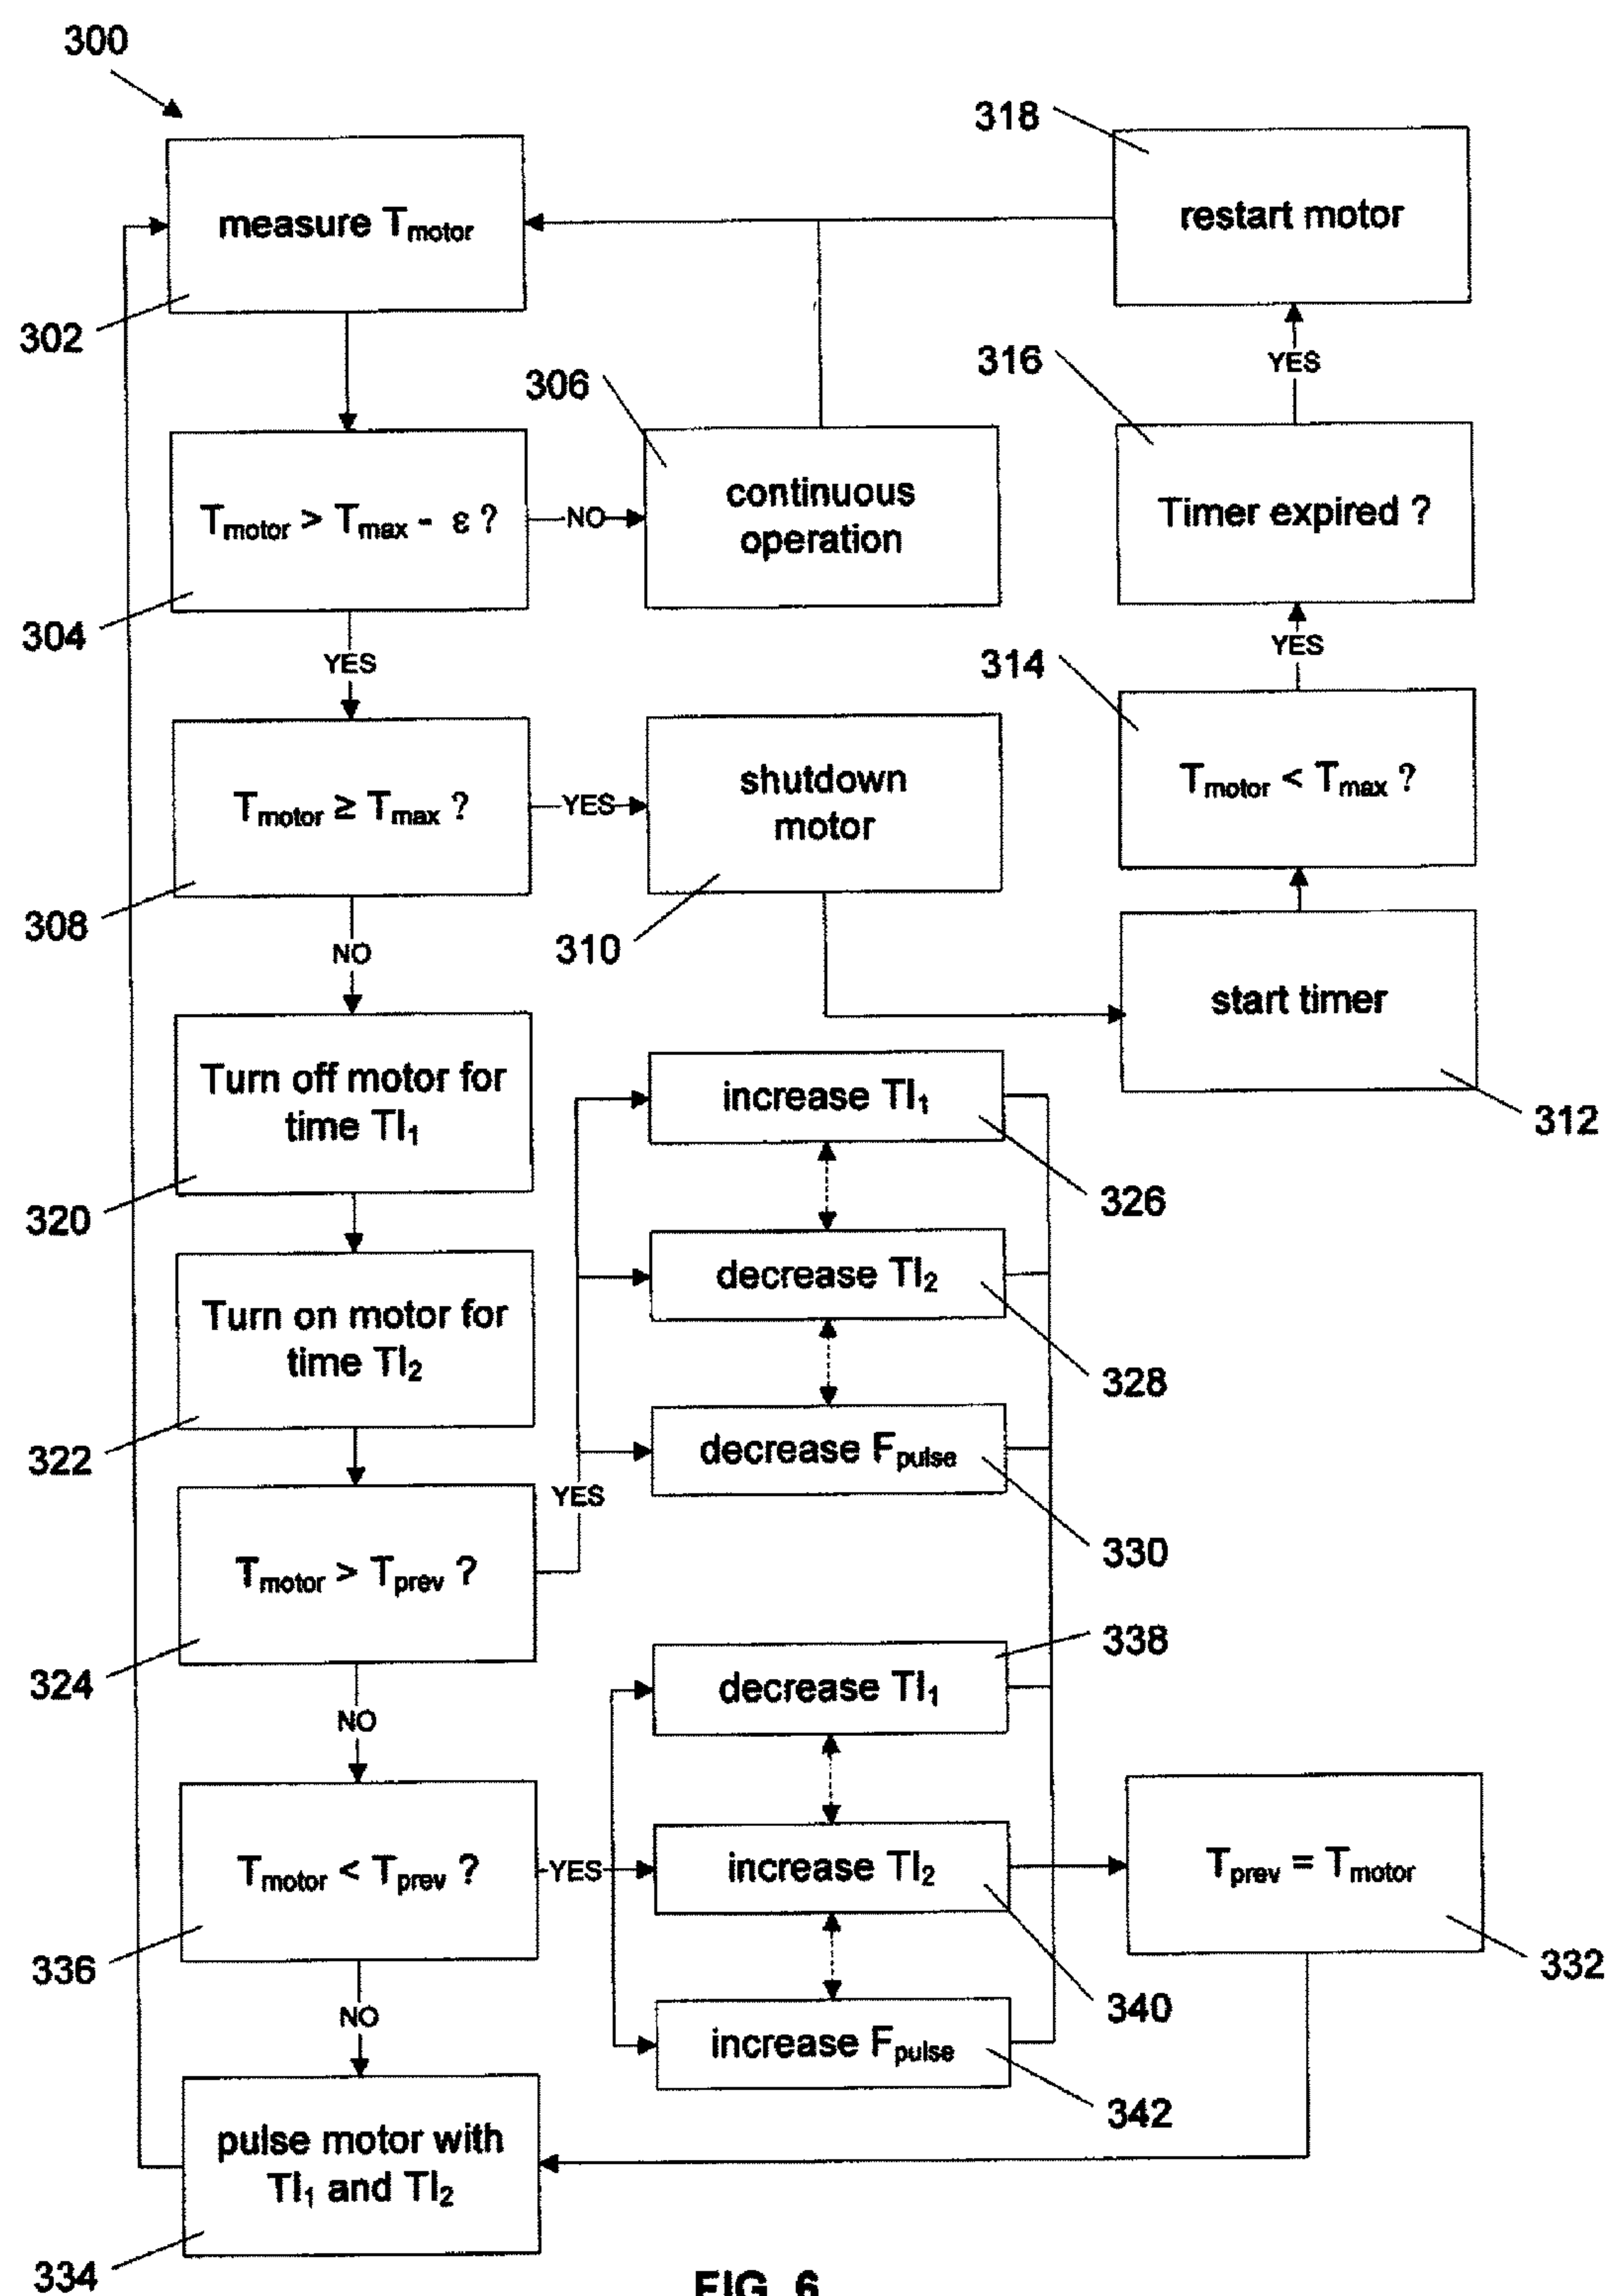 300
318
measure Tmotor
restart motor
302
316
YES
306
Tmotor > Tmax - ε ?
NO
continuous
operation
Timer expired ?
304
YES
314
YES
Tmotor ≥ Tmax ?
YES
shutdown
motor
Tmotor < Tmax ?
308
310
NO
start timer
Turn off motor for
time TI1
increase TI1
312
320
326
Turn on motor for
time TI2
decrease TI2
328
322
decrease Fpulse
YES
330
Tmotor > Tprev ?
338
324
decrease TI1
NO
Tmotor < Tprev ?
YES
increase TI2
Tprev = Tmotor
336
332
340
NO
increase Fpulse
342
pulse motor with
TI1 and TI2
334
FIG. 6